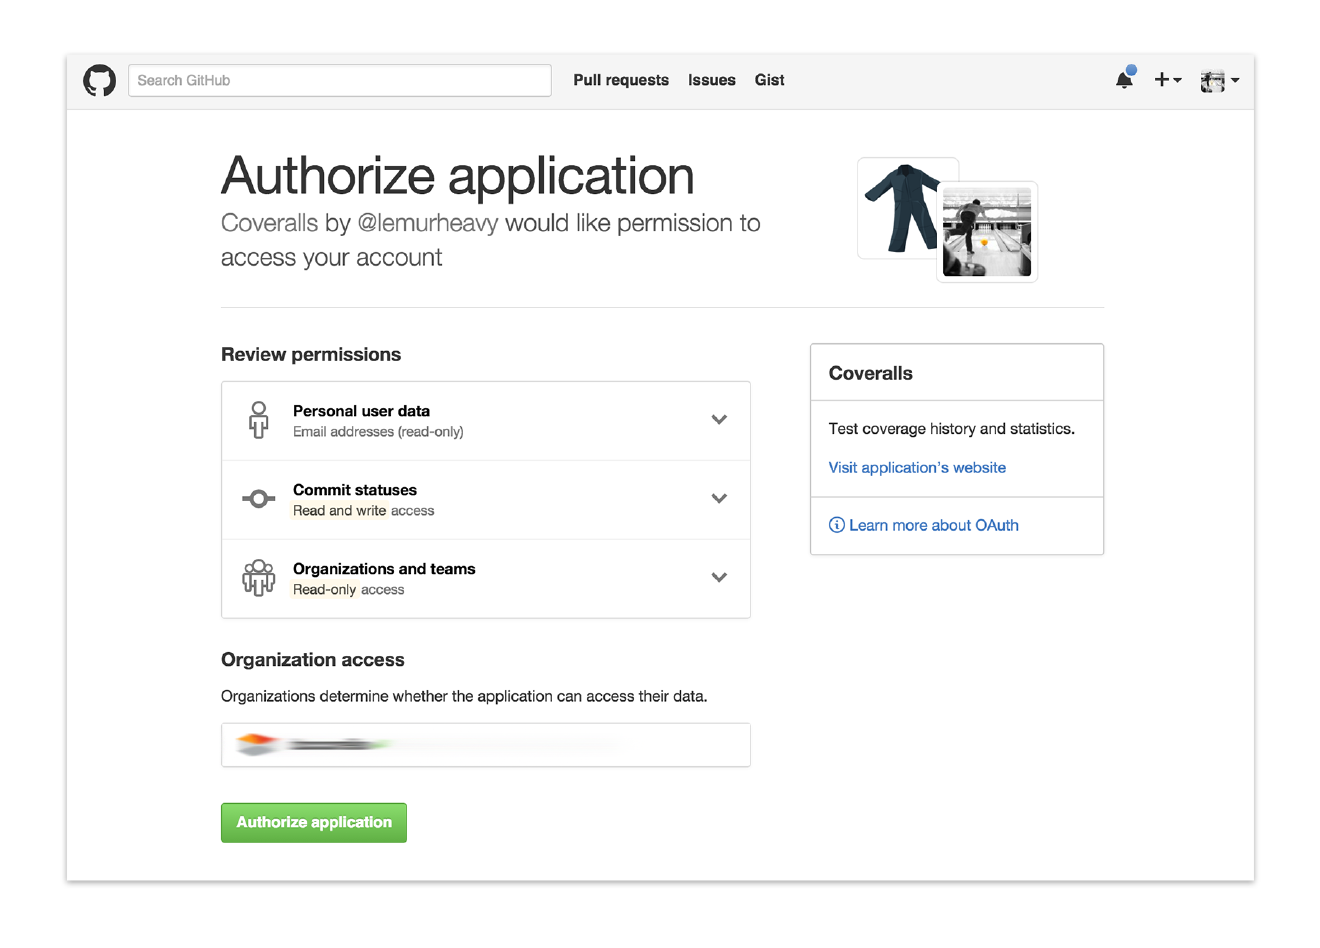 Search GitHub
Pull requests Issues Gist
Authorize application
Coveralls by @lemurheavy would like permission to
access your account
Review permissions
Personal user data
Email addresses (read-only)
Commit statuses
Read and write access
Organizations and teams
Read-only access
Coveralls
Test coverage history and statistics.
Visit application's website
Learn more about OAuth
Organization access
Organizations determine whether the application can access their data.
Authorize application